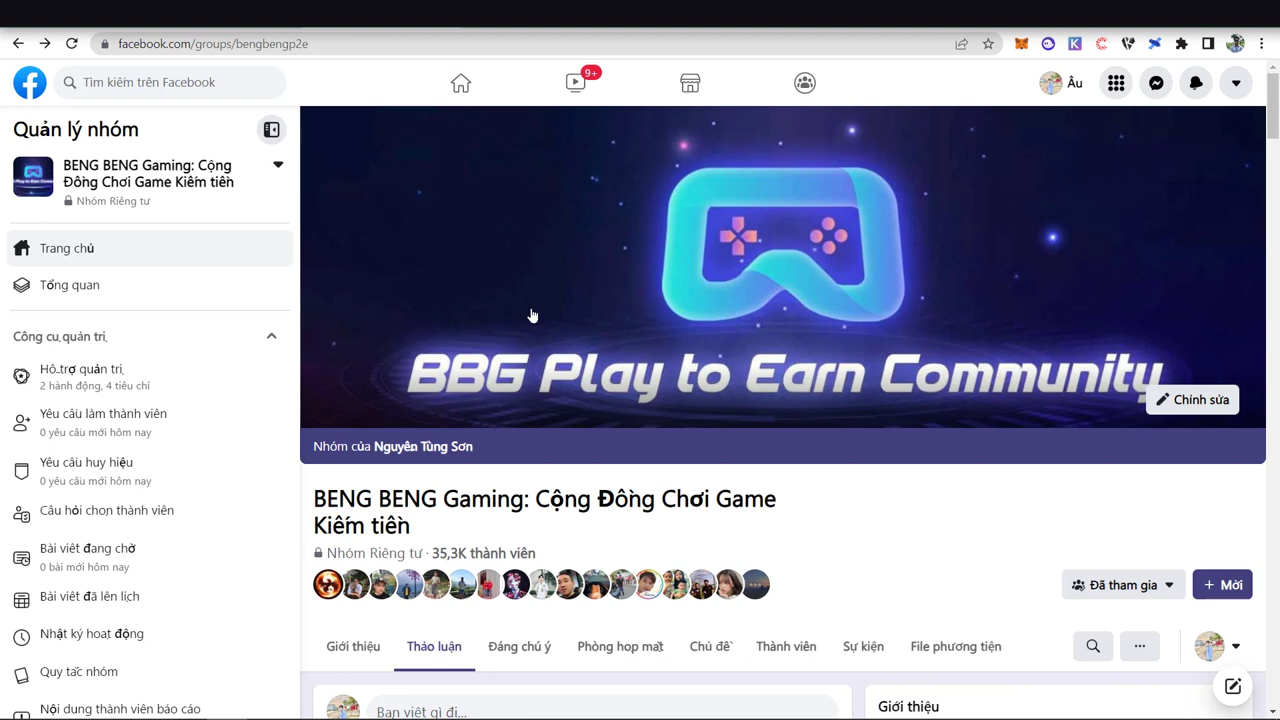 facebook.com/groups/bengbengp2e
Tìm kiếm trên Facebook
9+
Âu
Quản lý nhóm
BENG BENG Gaming: Cộng
Đồng Chơi Game Kiếm tiền
Nhóm Riêng tư
Trang chủ
Tổng quan
Công cụ quản trị
Hỗ trợ quản trị
2 hành động, 4 tiêu chí
Yêu cầu làm thành viên
0 yêu cầu mới hôm nay
Yêu cầu huy hiệu
0 yêu cầu mới hôm nay
Câu hỏi chọn thành viên
Bài viết đang chờ
0 bài mới hôm nay
Bài viết đã lên lịch
Nhật ký hoạt động
Quy tắc nhóm
Nội dung thành viên báo cáo
BBG Play to Earn Community
Chỉnh sửa
Nhóm của Nguyễn Tùng Sơn
BENG BENG Gaming: Cộng Đồng Chơi Game
Kiếm tiền
Nhóm Riêng tư · 35,3K thành viên
Đã tham gia
+ Mời
Giới thiệu
Thảo luận
Đáng chú ý
Phòng họp mặt
Chủ đề
Thành viên
Sự kiện
File phương tiện
Bạn viết gì đi...
Giới thiệu